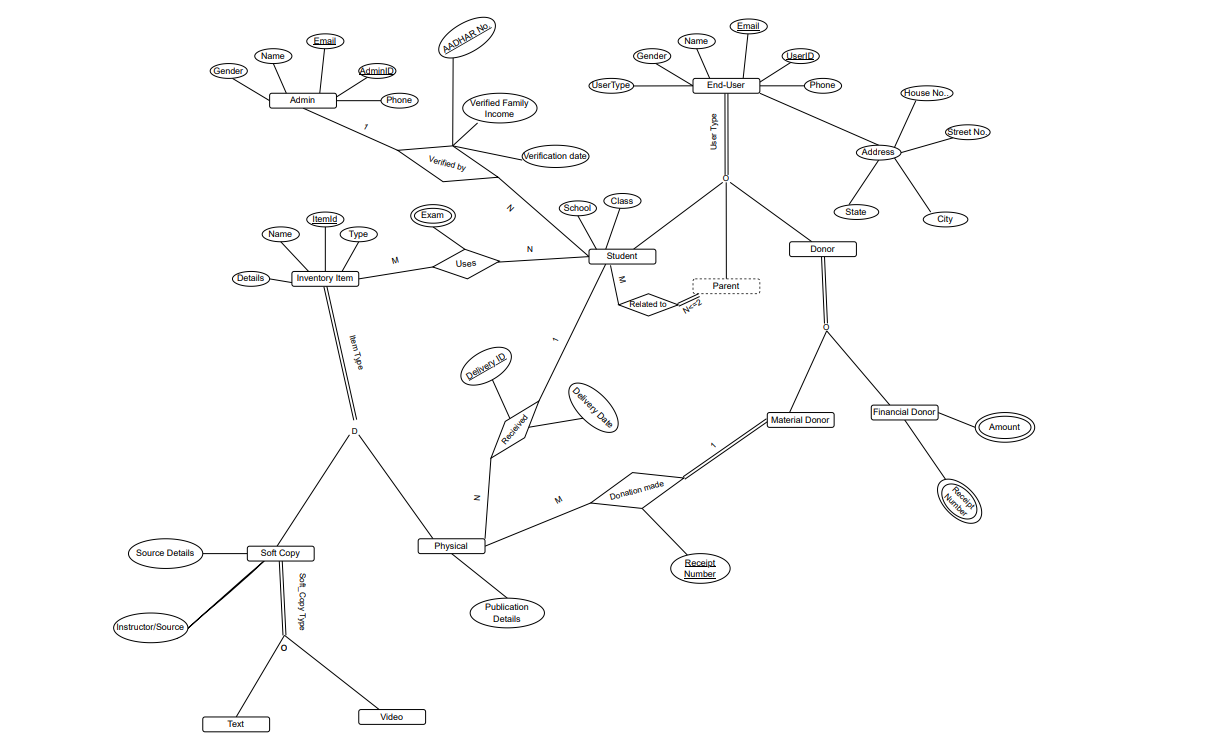 AADHAR No.
Email
Name
Gender
AdminID
Admin
Phone
1
Verified Family
Income
Verification date
Verified by
N
Email
Name
Gender
UserID
UserType
End-User
Phone
House No..
Street No.
Address
State
City
User Type
O
School
Class
Exam
ItemId
Name
Type
Details
Inventory Item
M
Uses
N
Student
Donor
M
Related to
N<=2
Parent
O
Item Type
1
Delivery ID
Delivery Date
Recieved
N
D
Material Donor
Financial Donor
Amount
Receipt
Number
1
Donation made
M
Receipt
Number
Physical
Publication
Details
Source Details
Soft Copy
Instructor/Source
Soft_Copy Type
O
Text
Video